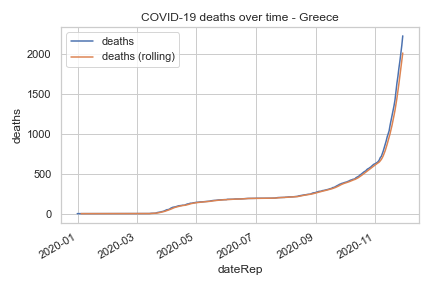 COVID-19 deaths over time - Greece
deaths
deaths (rolling)
2000
1500
1000
500
0
deaths
2020-01
2020-03
2020-05
2020-07
2020-09
2020-11
dateRep